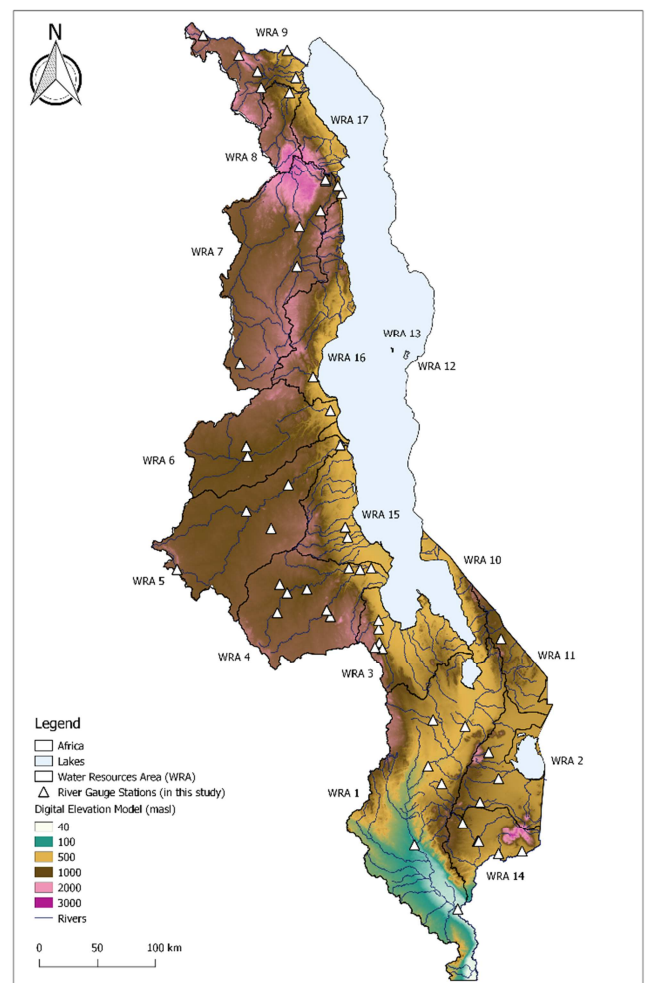 N
WRA 9
WRA 17
WRA 8
WRA 7
WRA 13
WRA 16
WRA 12
WRA 6
WRA 15
WRA 10
WRA 5
WRA 4
WRA 11
WRA 3
WRA 2
WRA 1
WRA 14
Legend
Africa
Lakes
Water Resources Area (WRA)
River Gauge Stations (in this study)
Digital Elevation Model (masl)
40
100
500
1000
2000
3000
Rivers
0 50 100 km